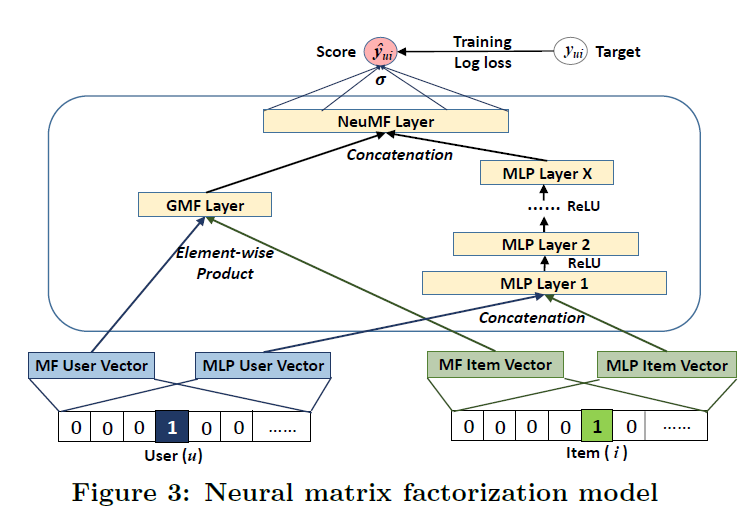 Score ŷui Training yui Target
Log loss
σ
NeuMF Layer
Concatenation
MLP Layer X
GMF Layer
...... ReLU
Element-wise
Product
MLP Layer 2
ReLU
MLP Layer 1
Concatenation
MF User Vector MLP User Vector MF Item Vector MLP Item Vector
0 0 0 1 0 0 ...... 0 0 0 0 1 0 ......
User (u) Item ( i )
Figure 3: Neural matrix factorization model